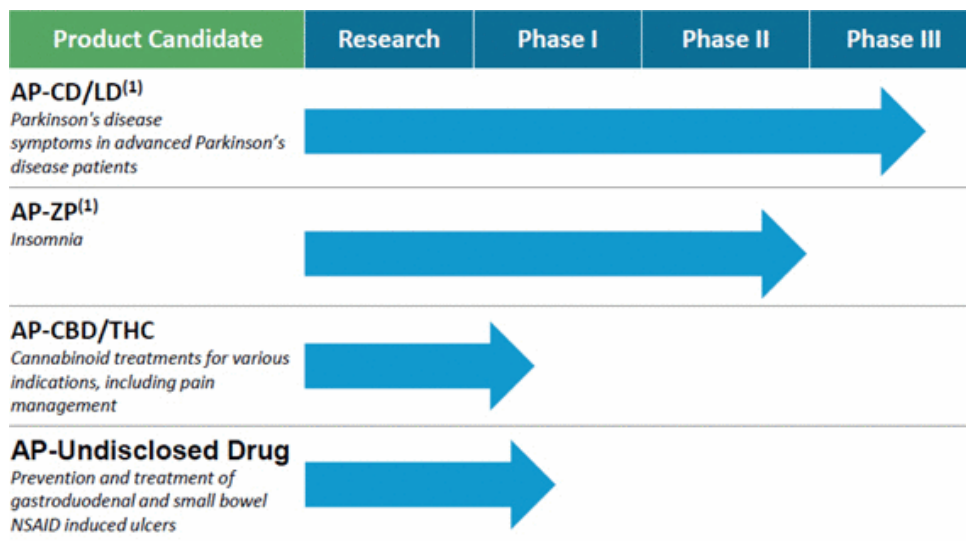 Product Candidate Research Phase I Phase II Phase III
AP-CD/LD(1)
Parkinson's disease
symptoms in advanced Parkinson’s
disease patients
AP-ZP(1)
Insomnia
AP-CBD/THC
Cannabinoid treatments for various
indications, including pain
management
AP-Undisclosed Drug
Prevention and treatment of
gastroduodenal and small bowel
NSAID induced ulcers